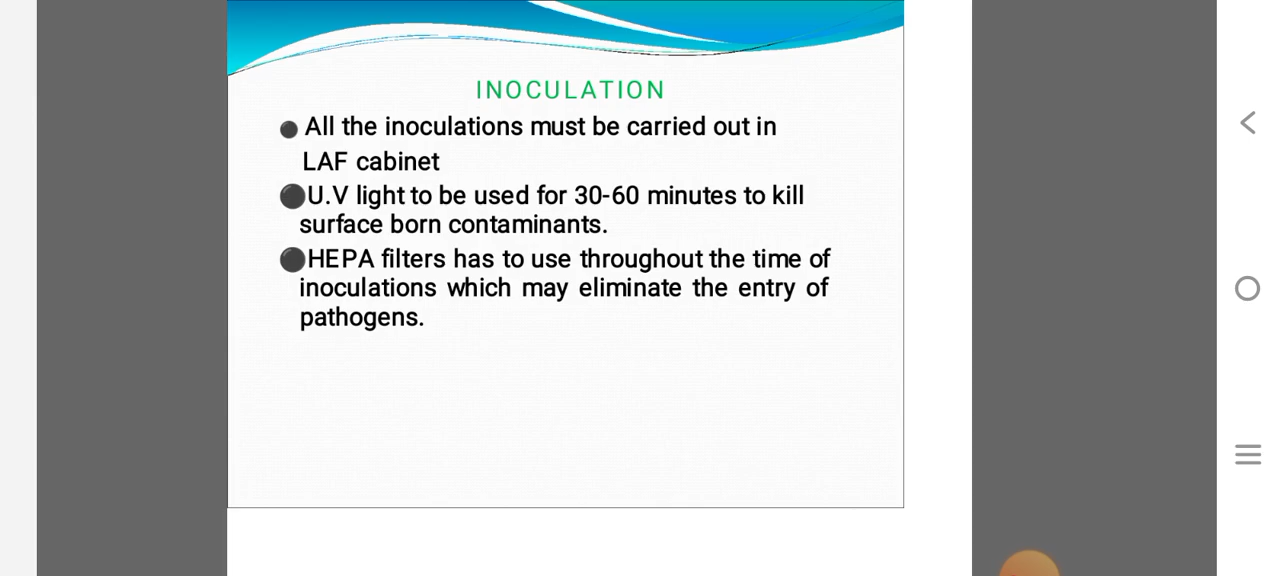 INOCULATION
All the inoculations must be carried out in
LAF cabinet
U.V light to be used for 30-60 minutes to kill
surface born contaminants.
HEPA filters has to use throughout the time of
inoculations which may eliminate the entry of
pathogens.